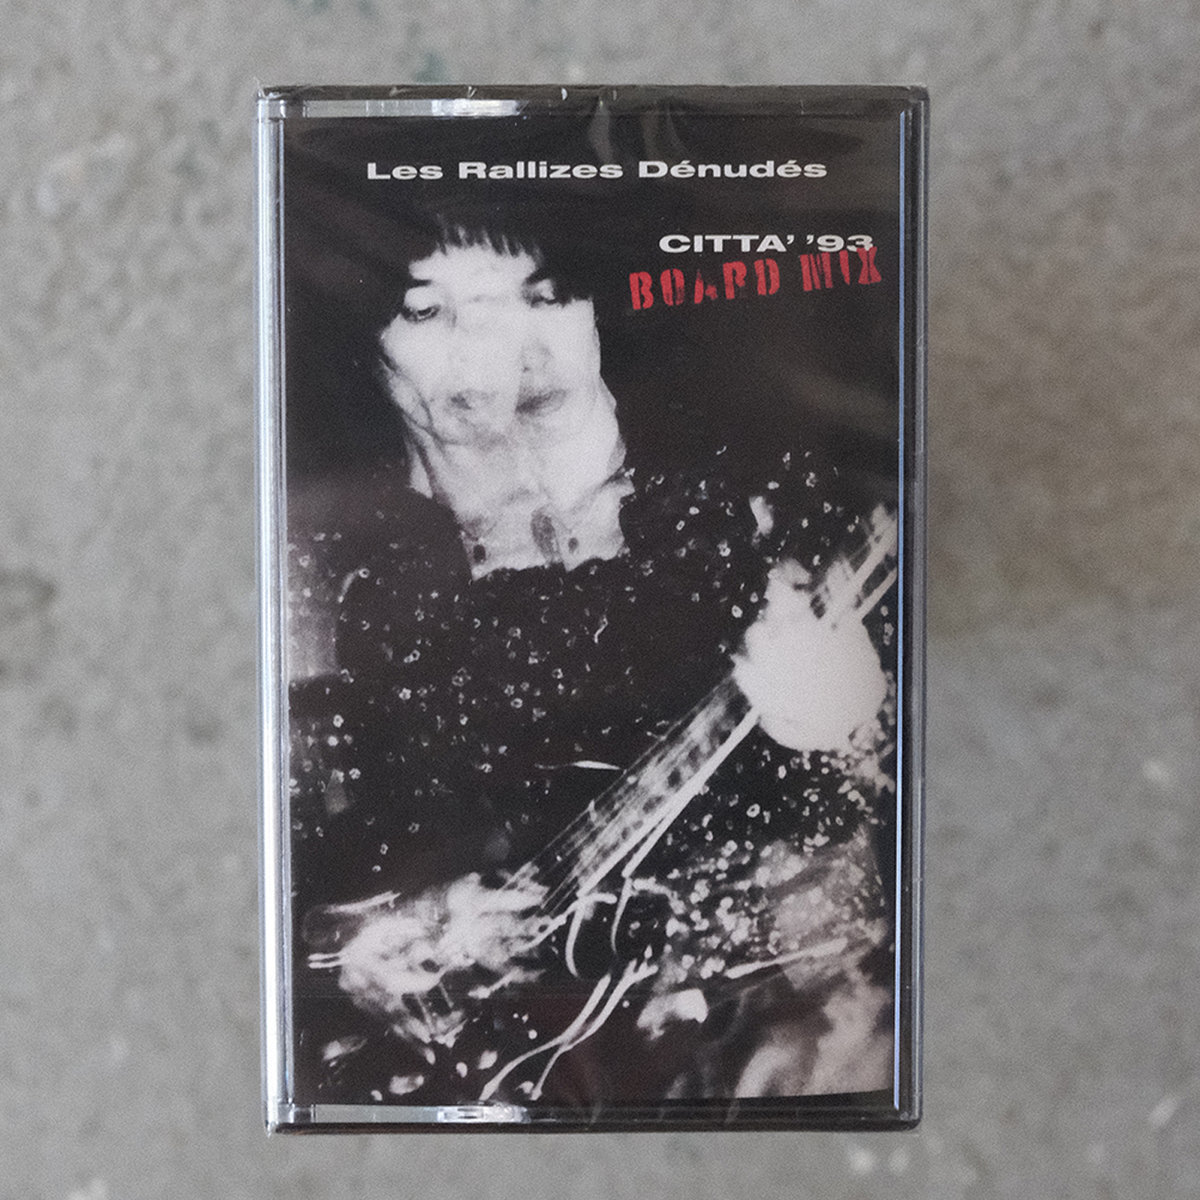 Les Rallizes Dénudés
CITTA’ ’93
BOARD MIX